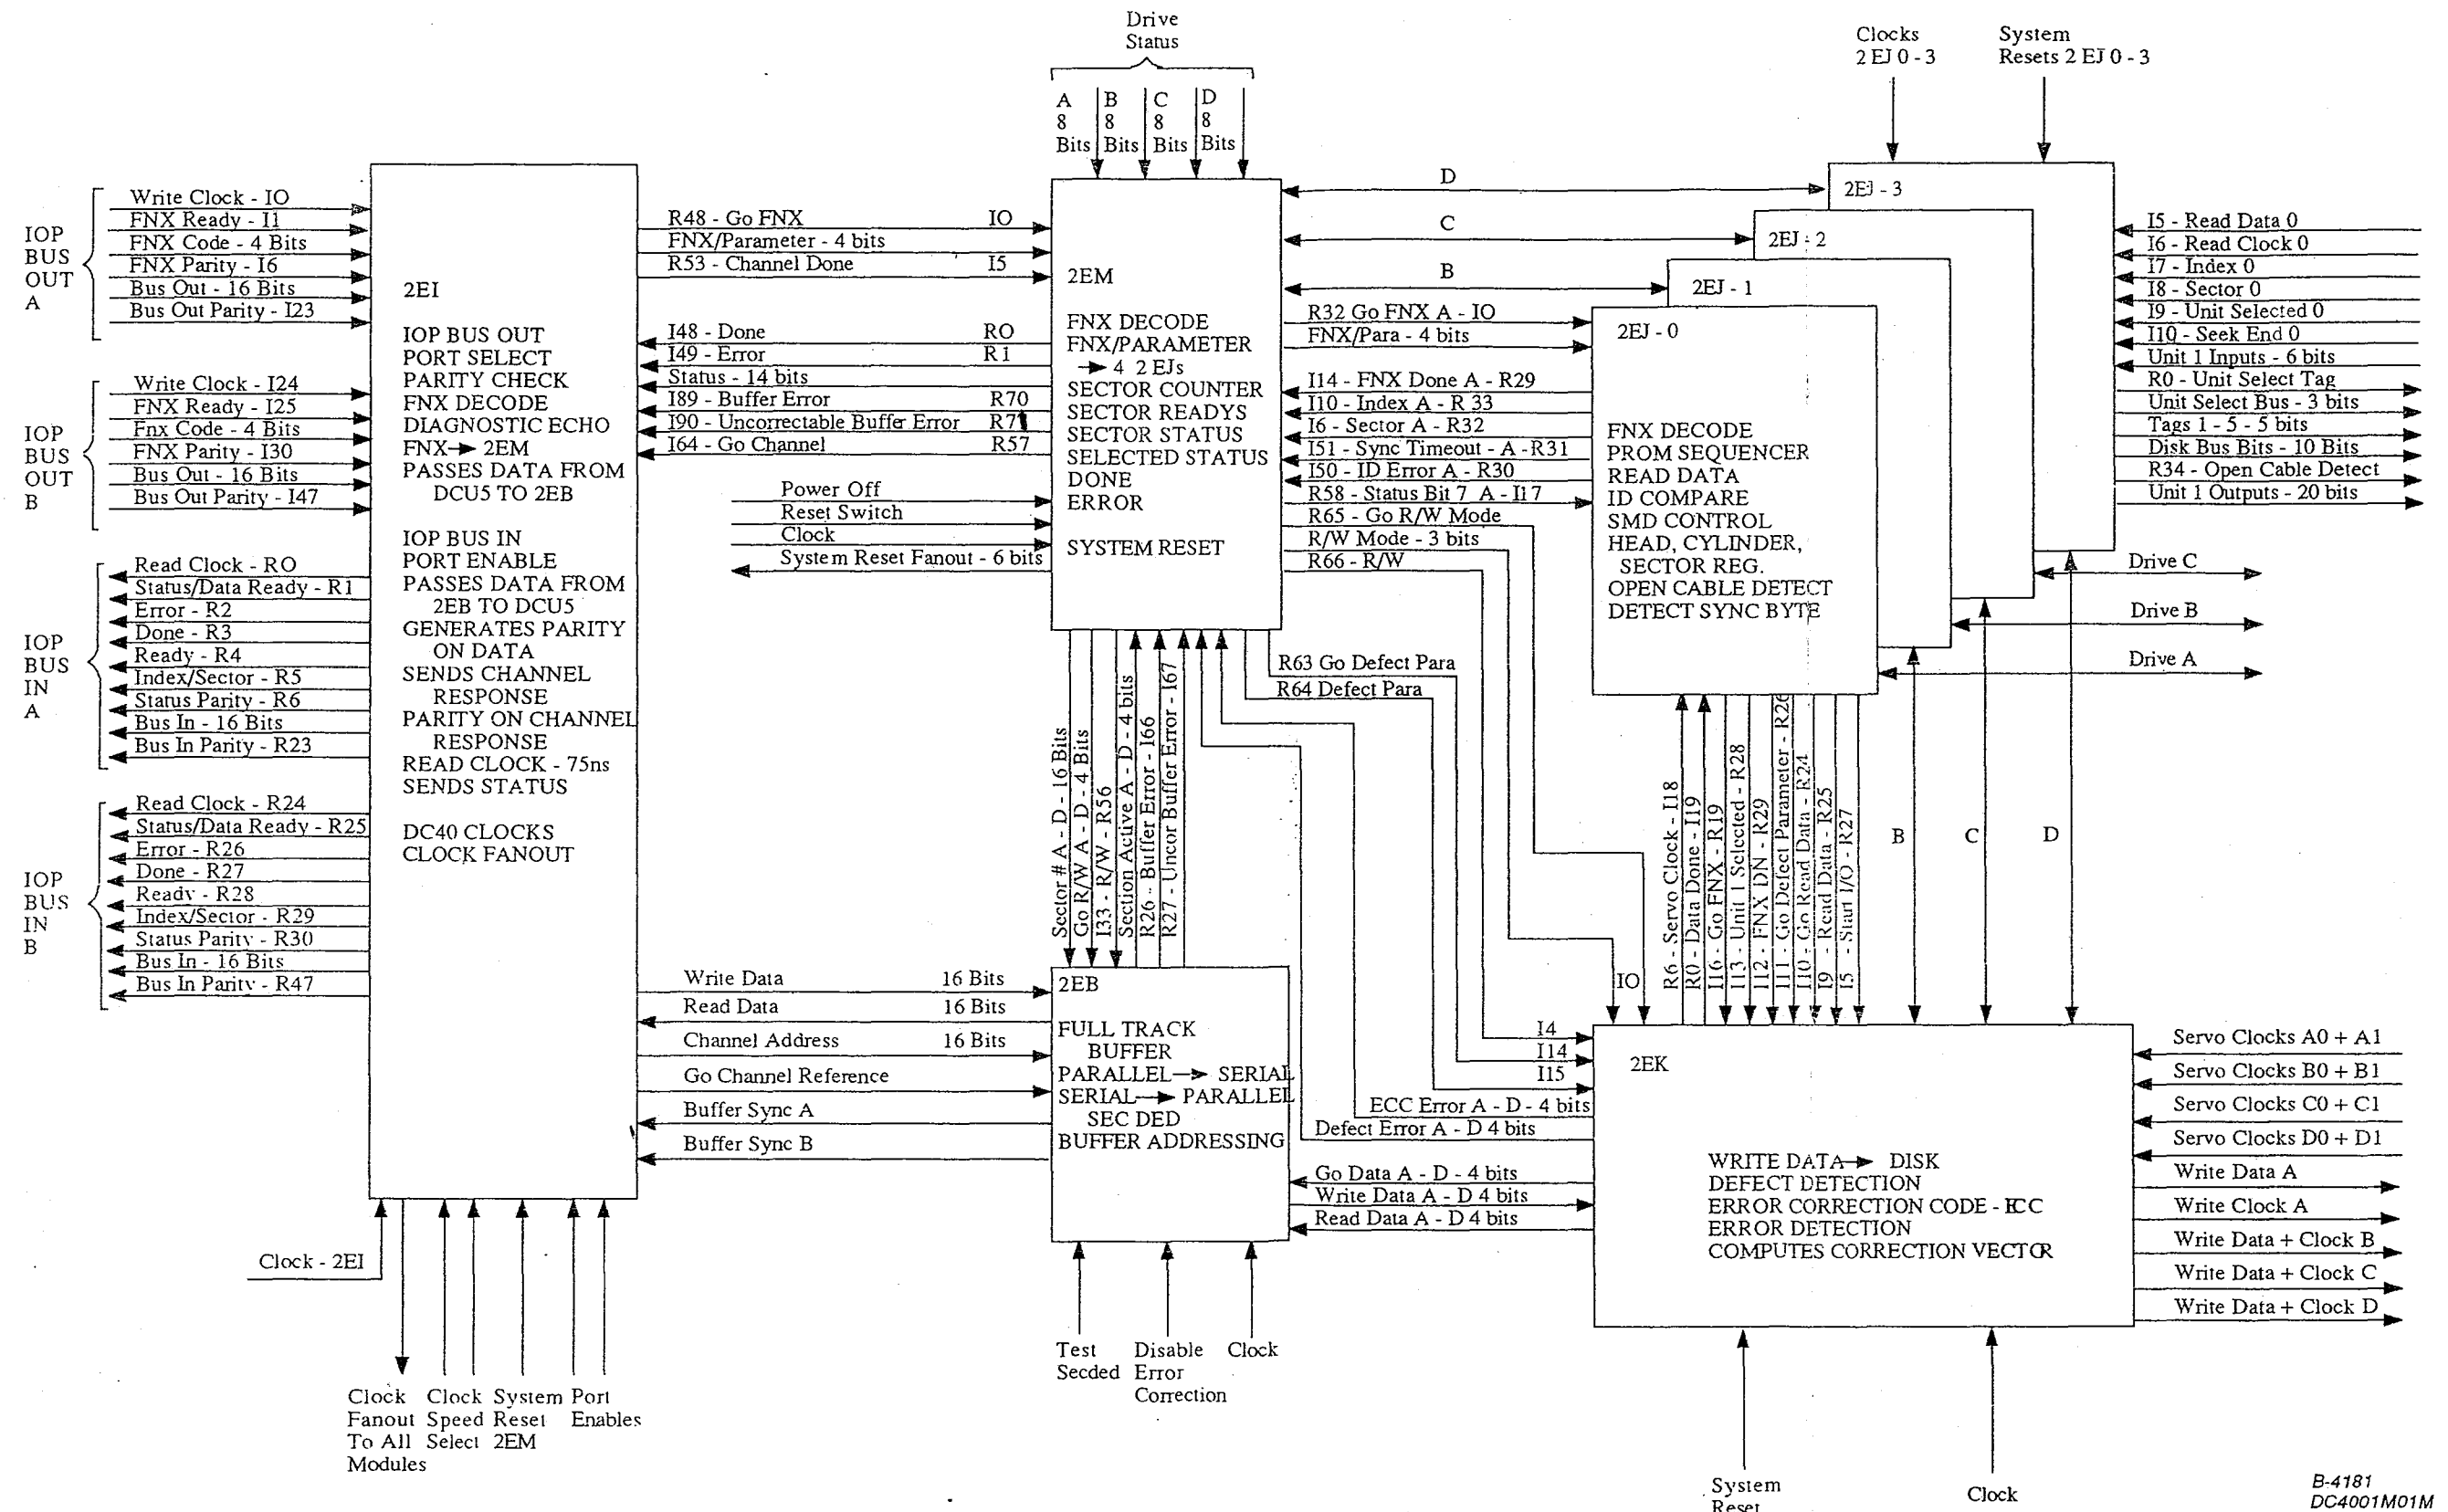 Drive
Status
A
8
Bits
B
8
Bits
C
8
Bits
D
8
Bits
Clocks
2 EJ 0 - 3
System
Resets 2 EJ 0 - 3
IOP
BUS
OUT
A
Write Clock - IO
FNX Ready - I1
FNX Code - 4 Bits
FNX Parity - I6
Bus Out - 16 Bits
Bus Out Parity - I23
IOP
BUS
OUT
B
Write Clock - I24
FNX Ready - I25
Fnx Code - 4 Bits
FNX Parity - I30
Bus Out - 16 Bits
Bus Out Parity - I47
IOP
BUS
IN
A
Read Clock - RO
Status/Data Ready - R1
Error - R2
Done - R3
Ready - R4
Index/Sector - R5
Status Parity - R6
Bus In - 16 Bits
Bus In Parity - R23
IOP
BUS
IN
B
Read Clock - R24
Status/Data Ready - R25
Error - R26
Done - R27
Ready - R28
Index/Sector - R29
Status Parity - R30
Bus In - 16 Bits
Bus In Parity - R47
2EI
IOP BUS OUT
PORT SELECT
PARITY CHECK
FNX DECODE
DIAGNOSTIC ECHO
FNX → 2EM
PASSES DATA FROM
DCU5 TO 2EB
IOP BUS IN
PORT ENABLE
PASSES DATA FROM
2EB TO DCU5
GENERATES PARITY
ON DATA
SENDS CHANNEL
RESPONSE
PARITY ON CHANNEL
RESPONSE
READ CLOCK - 75ns
SENDS STATUS
DC40 CLOCKS
CLOCK FANOUT
Clock - 2EI
Clock
Fanout
To All
Modules
Clock
Speed
Select
System
Reset
2EM
Port
Enables
R48 - Go FNX IO
FNX/Parameter - 4 bits
R53 - Channel Done I5
I48 - Done RO
I49 - Error R1
Status - 14 bits
I89 - Buffer Error R70
I90 - Uncorrectable Buffer Error R71
I64 - Go Channel R57
Power Off
Reset Switch
Clock
System Reset Fanout - 6 bits
2EM
FNX DECODE
FNX/PARAMETER
→ 4 2 EJs
SECTOR COUNTER
SECTOR READYS
SECTOR STATUS
SELECTED STATUS
DONE
ERROR
SYSTEM RESET
D
C
B
R32 Go FNX A - IO
FNX/Para - 4 bits
I14 - FNX Done A - R29
I10 - Index A - R 33
I6 - Sector A - R32
I51 - Sync Timeout - A - R31
I50 - ID Error A - R30
R58 - Status Bit 7 A - I17
R65 - Go R/W Mode
R/W Mode - 3 bits
R66 - R/W
R63 Go Defect Para
R64 Defect Para
2EJ - 3
2EJ - 2
2EJ - 1
2EJ - 0
FNX DECODE
PROM SEQUENCER
READ DATA
ID COMPARE
SMD CONTROL
HEAD, CYLINDER,
SECTOR REG.
OPEN CABLE DETECT
DETECT SYNC BYTE
I5 - Read Data 0
I6 - Read Clock 0
I7 - Index 0
I8 - Sector 0
I9 - Unit Selected 0
I10 - Seek End 0
Unit 1 Inputs - 6 bits
R0 - Unit Select Tag
Unit Select Bus - 3 bits
Tags 1 - 5 - 5 bits
Disk Bus Bits - 10 Bits
R34 - Open Cable Detect
Unit 1 Outputs - 20 bits
Drive C
Drive B
Drive A
Sector # A - D - 16 Bits
Go R/W A - D - 4 Bits
I33 - R/W - R56
Section Active A - D - 4 bits
R26 - Buffer Error - I66
R27 - Uncor Buffer Error - I67
R6 - Servo Clock - I18
R0 - Data Done - I19
I16 - Go FNX - R19
I13 - Unit 1 Selected - R28
I12 - FNX DN - R29
I11 - Go Defect Parameter - R26
I10 - Go Read Data - R24
I9 - Read Data - R25
I5 - Start I/O - R27
B
C
D
Write Data 16 Bits
Read Data 16 Bits
Channel Address 16 Bits
Go Channel Reference
Buffer Sync A
Buffer Sync B
2EB
FULL TRACK
BUFFER
PARALLEL → SERIAL
SERIAL → PARALLEL
SEC DED
BUFFER ADDRESSING
Test
Secded
Disable
Error
Correction
Clock
IO
I4
I14
I15
ECC Error A - D - 4 bits
Defect Error A - D 4 bits
Go Data A - D - 4 bits
Write Data A - D 4 bits
Read Data A - D 4 bits
2EK
WRITE DATA → DISK
DEFECT DETECTION
ERROR CORRECTION CODE - ECC
ERROR DETECTION
COMPUTES CORRECTION VECTOR
Servo Clocks A0 + A1
Servo Clocks B0 + B1
Servo Clocks C0 + C1
Servo Clocks D0 + D1
Write Data A
Write Clock A
Write Data + Clock B
Write Data + Clock C
Write Data + Clock D
System
Reset
Clock
B-4181
DC4001M01M